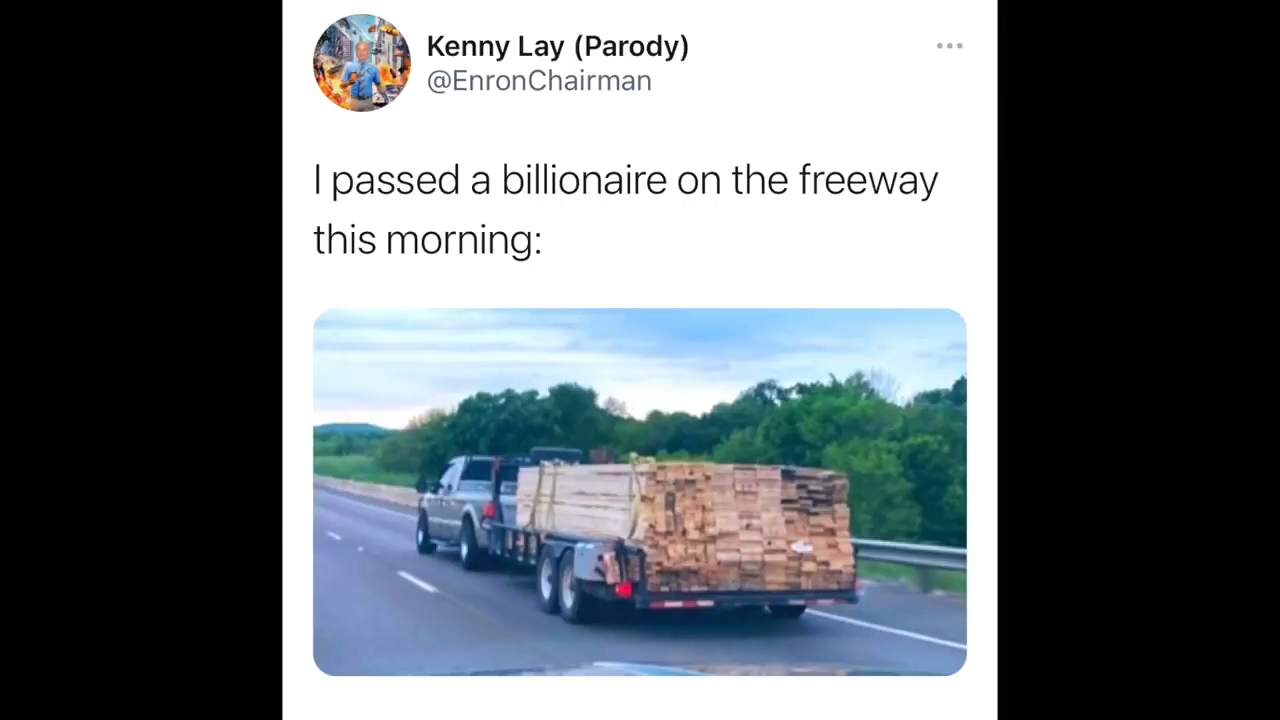 Kenny Lay (Parody)
@EnronChairman
I passed a billionaire on the freeway
this morning: